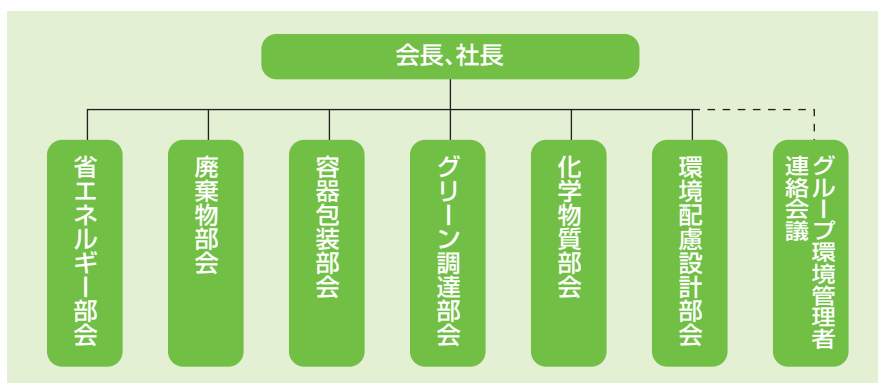 会長、社長
省エネルギー部会
廃棄物部会
容器包装部会
グリーン調達部会
化学物質部会
環境配慮設計部会
グループ環境管理者
連絡会議